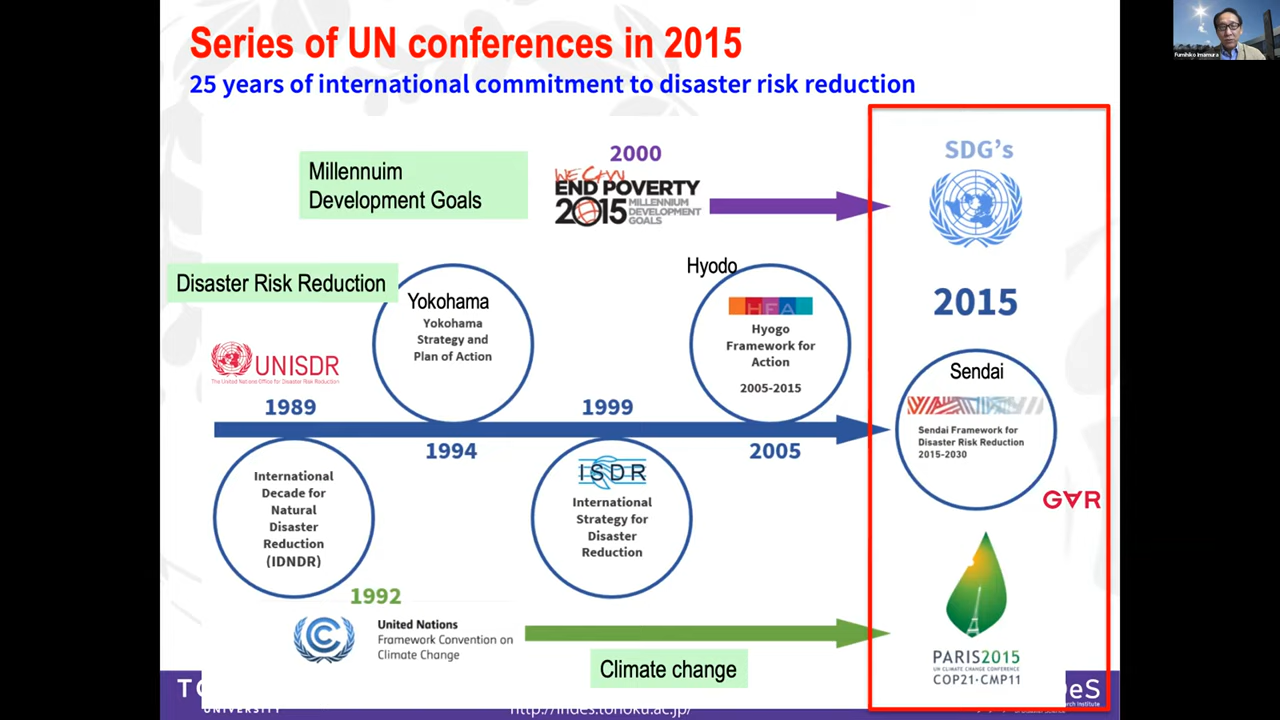 Series of UN conferences in 2015
25 years of international commitment to disaster risk reduction
Fumihiko Imamura
Millennuim
Development Goals
2000
WE CAN
END POVERTY
2015 MILLENNIUM
DEVELOPMENT
GOALS
SDG's
Disaster Risk Reduction
Yokohama
Yokohama
Strategy and
Plan of Action
Hyodo
HFA
Hyogo
Framework for
Action
2005-2015
2015
UNISDR
The United Nations Office for Disaster Risk Reduction
1989
1994
1999
2005
Sendai
Sendai Framework for
Disaster Risk Reduction
2015-2030
GAR
International
Decade for
Natural
Disaster
Reduction
(IDNDR)
ISDR
International
Strategy for
Disaster
Reduction
1992
United Nations
Framework Convention on
Climate Change
Climate change
PARIS2015
UN CLIMATE CHANGE CONFERENCE
COP21·CMP11
UNIVERSITY
http://irides.tohoku.ac.jp/